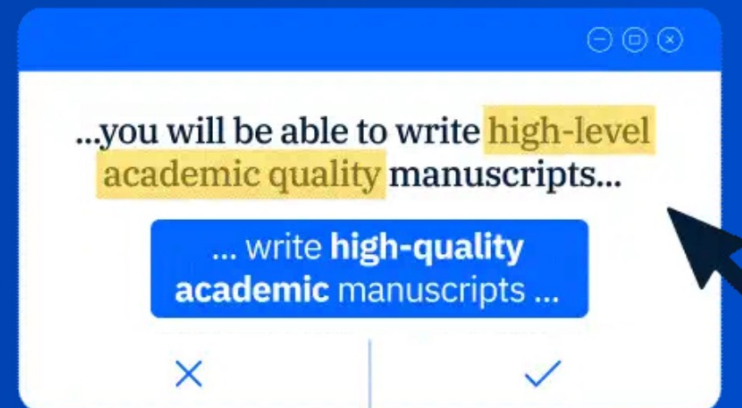 ...you will be able to write high-level
academic quality manuscripts...
... write high-quality
academic manuscripts ...